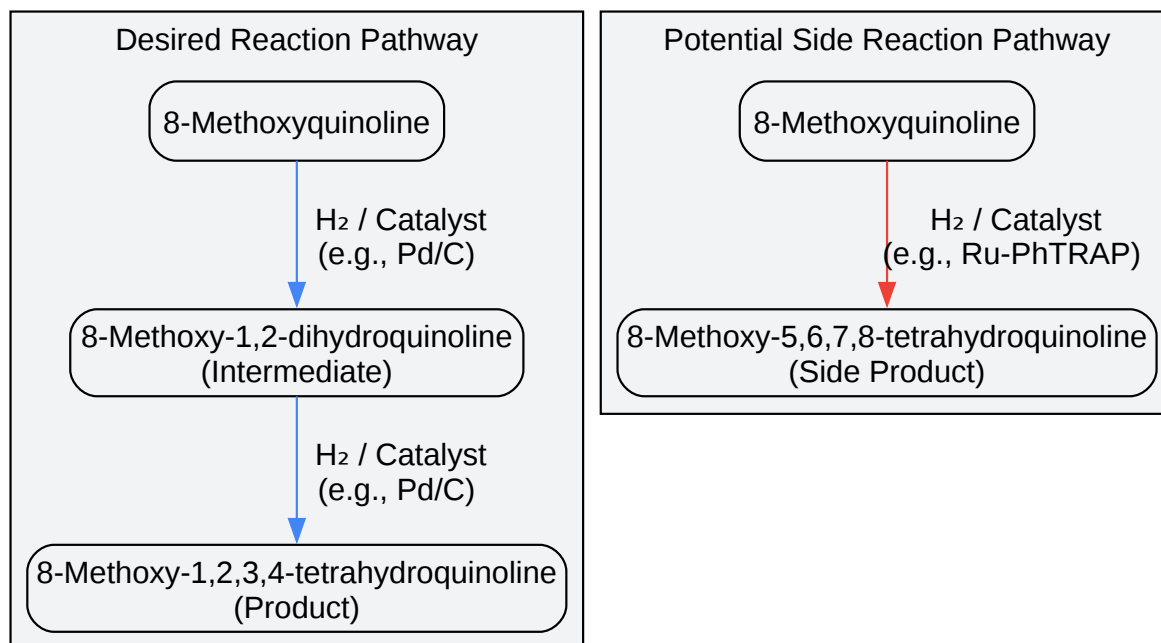 Desired Reaction Pathway
8-Methoxyquinoline
H₂ / Catalyst
(e.g., Pd/C)
8-Methoxy-1,2-dihydroquinoline
(Intermediate)
H₂ / Catalyst
(e.g., Pd/C)
8-Methoxy-1,2,3,4-tetrahydroquinoline
(Product)
Potential Side Reaction Pathway
8-Methoxyquinoline
H₂ / Catalyst
(e.g., Ru-PhTRAP)
8-Methoxy-5,6,7,8-tetrahydroquinoline
(Side Product)